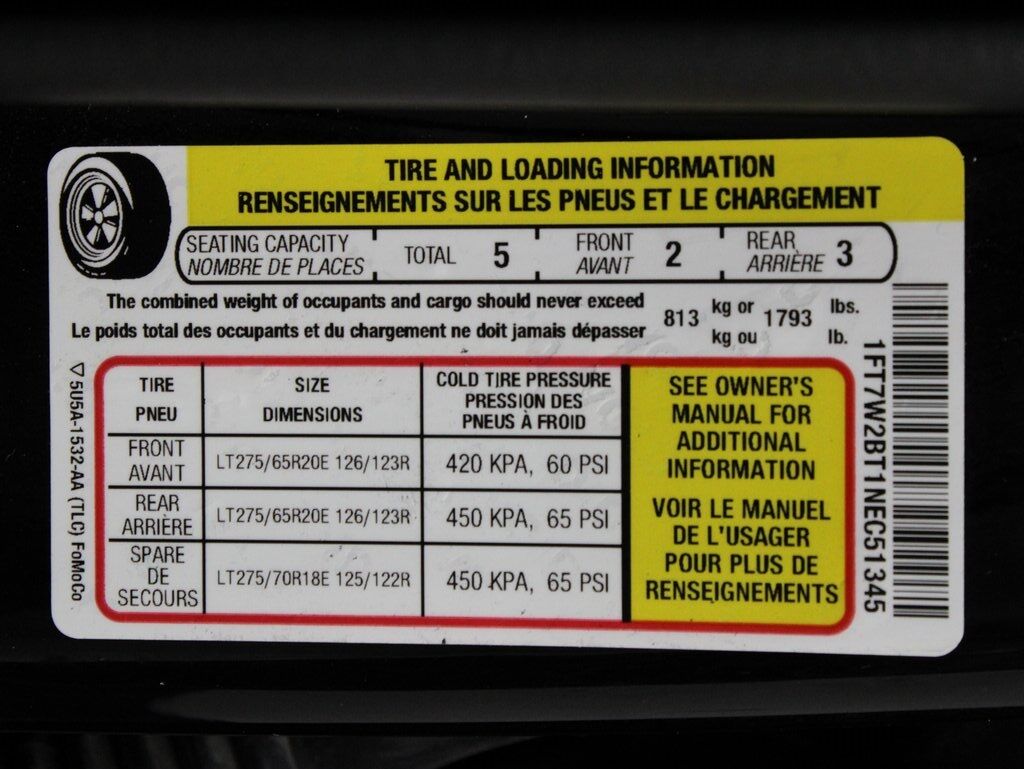 TIRE AND LOADING INFORMATION
RENSEIGNEMENTS SUR LES PNEUS ET LE CHARGEMENT
SEATING CAPACITY TOTAL 5 FRONT 2 REAR 3
NOMBRE DE PLACES AVANT ARRIÈRE
The combined weight of occupants and cargo should never exceed 813 kg or 1793 lbs.
Le poids total des occupants et du chargement ne doit jamais dépasser kg ou lb.
TIRE
PNEU
SIZE
DIMENSIONS
COLD TIRE PRESSURE
PRESSION DES
PNEUS À FROID
FRONT
AVANT
LT275/65R20E 126/123R
420 KPA, 60 PSI
REAR
ARRIÈRE
LT275/65R20E 126/123R
450 KPA, 65 PSI
SPARE
DE
SECOURS
LT275/70R18E 125/122R
450 KPA, 65 PSI
SEE OWNER'S
MANUAL FOR
ADDITIONAL
INFORMATION
VOIR LE MANUEL
DE L'USAGER
POUR PLUS DE
RENSEIGNEMENTS
5U5A-1532-AA (TLC) FoMoCo
1FT7W2BT1NEC51345